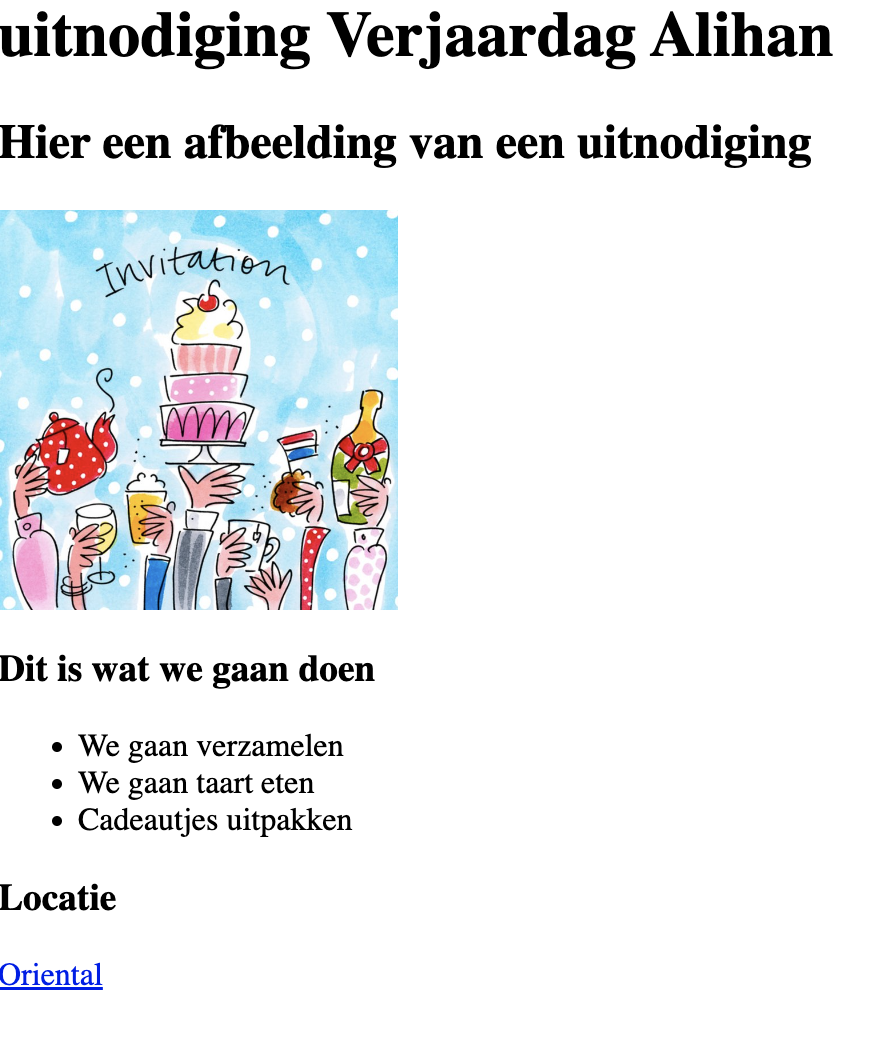 uitnodiging Verjaardag Alihan
Hier een afbeelding van een uitnodiging
Invitation
Dit is wat we gaan doen
• We gaan verzamelen
• We gaan taart eten
• Cadeautjes uitpakken
Locatie
Oriental